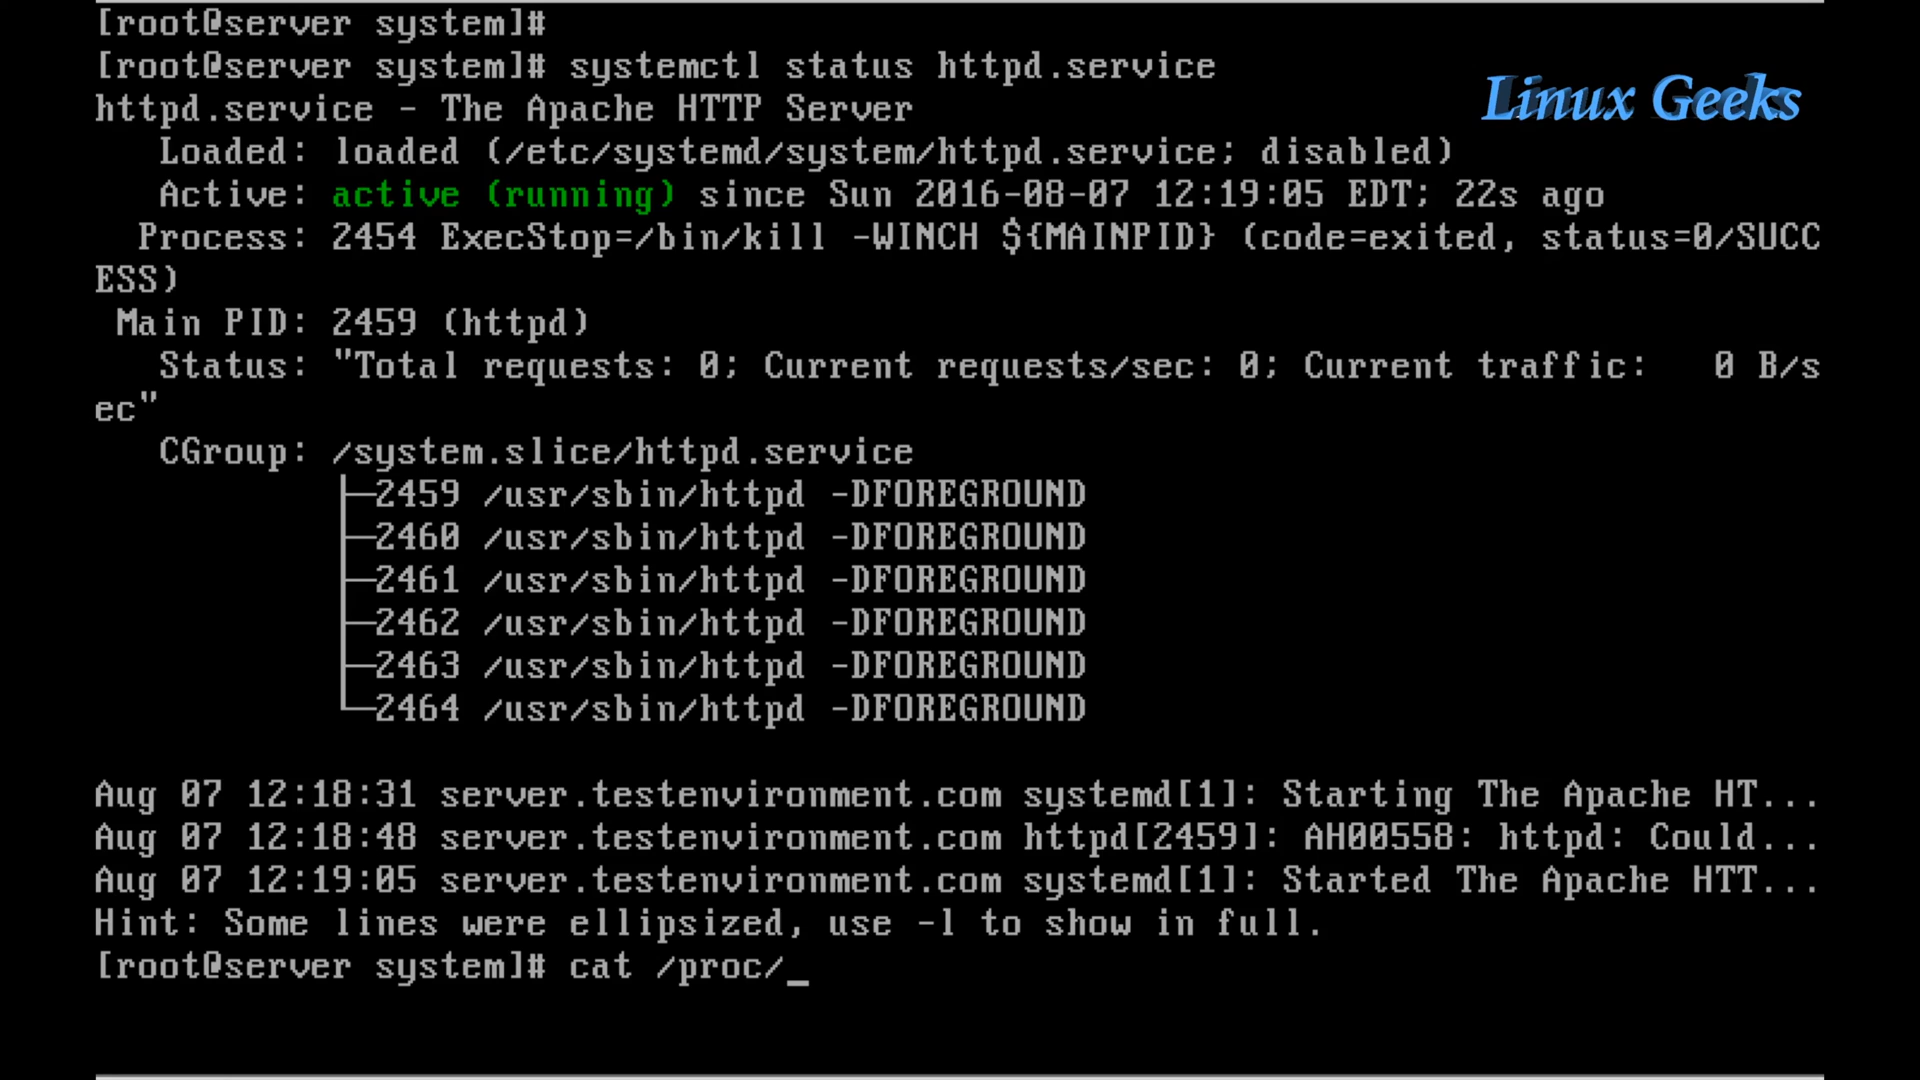 [root@server system]#
[root@server system]# systemctl status httpd.service
Linux Geeks
httpd.service - The Apache HTTP Server
Loaded: loaded (/etc/systemd/system/httpd.service; disabled)
Active: active (running) since Sun 2016-08-07 12:19:05 EDT; 22s ago
Process: 2454 ExecStop=/bin/kill -WINCH ${MAINPID} (code=exited, status=0/SUCC
ESS)
Main PID: 2459 (httpd)
Status: "Total requests: 0; Current requests/sec: 0; Current traffic:   0 B/s
ec"
CGroup: /system.slice/httpd.service
├─2459 /usr/sbin/httpd -DFOREGROUND
├─2460 /usr/sbin/httpd -DFOREGROUND
├─2461 /usr/sbin/httpd -DFOREGROUND
├─2462 /usr/sbin/httpd -DFOREGROUND
├─2463 /usr/sbin/httpd -DFOREGROUND
└─2464 /usr/sbin/httpd -DFOREGROUND
Aug 07 12:18:31 server.testenvironment.com systemd[1]: Starting The Apache HT...
Aug 07 12:18:48 server.testenvironment.com httpd[2459]: AH00558: httpd: Could...
Aug 07 12:19:05 server.testenvironment.com systemd[1]: Started The Apache HTT...
Hint: Some lines were ellipsized, use -l to show in full.
[root@server system]# cat /proc/_